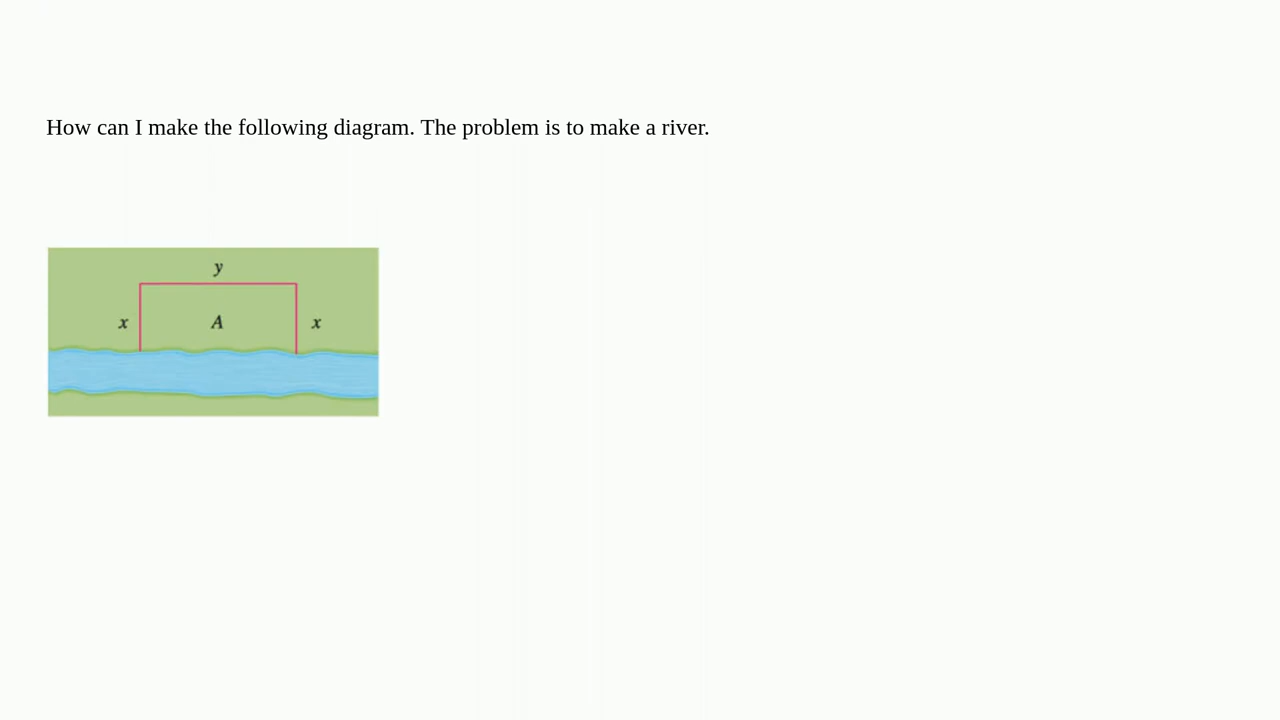 How can I make the following diagram. The problem is to make a river.
y
x A x